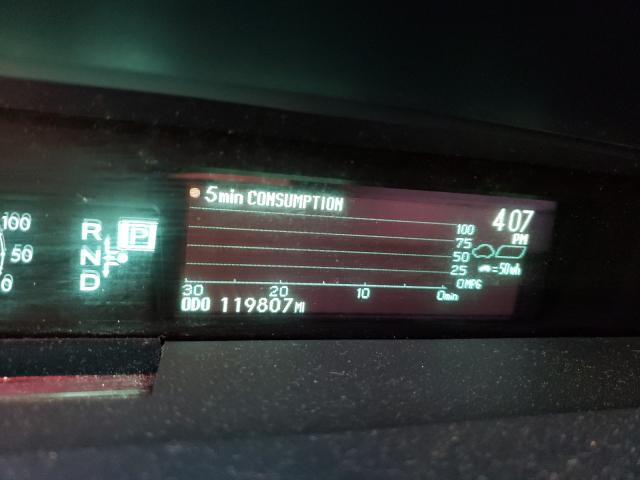 100
50
0
R
N
D
P
5min CONSUMPTION
407
PM
100
75
50
25
0MPG
=50Wh
30 20 10 0min
ODO 119807MI